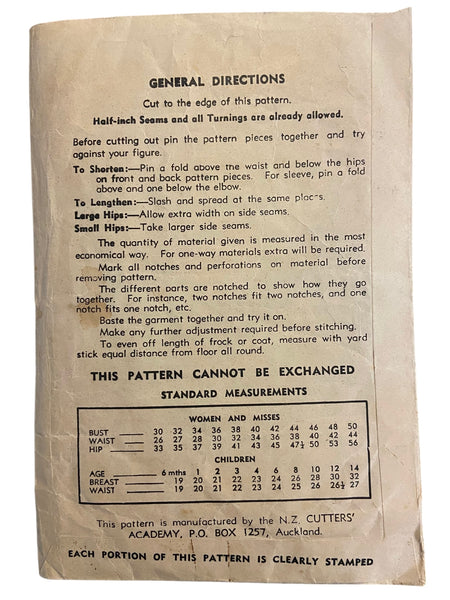 GENERAL DIRECTIONS
Cut to the edge of this pattern.
Half-inch Seams and all Turnings are already allowed.
Before cutting out pin the pattern pieces together and try
against your figure.
To Shorten:—Pin a fold above the waist and below the hips
on front and back pattern pieces. For sleeve, pin a fold
above and one below the elbow.
To Lengthen:—Slash and spread at the same places.
Large Hips:—Allow extra width on side seams.
Small Hips:—Take larger side seams.
The quantity of material given is measured in the most
economical way. For one-way materials extra will be required.
Mark all notches and perforations on material before
removing pattern.
The different parts are notched to show how they go
together. For instance, two notches fit two notches, and one
notch fits one notch, etc.
Baste the garment together and try it on.
Make any further adjustment required before stitching.
To even off length of frock or coat, measure with yard
stick equal distance from floor all round.
THIS PATTERN CANNOT BE EXCHANGED
STANDARD MEASUREMENTS
WOMEN AND MISSES
BUST 30 32 34 36 38 40 42 44 46 48 50
WAIST 26 27 28 30 32 34 36 38 40 42 44
HIP 33 35 37 39 41 43 45 47½ 50 53 56
CHILDREN
AGE 6 mths 1 2 3 4 6 8 10 12 14
BREAST 19 20 21 22 23 24 26 28 30 32
WAIST 19 20 21 22 23 24 25 26 26½ 27
This pattern is manufactured by the N.Z. CUTTERS'
ACADEMY, P.O. BOX 1257, Auckland.
EACH PORTION OF THIS PATTERN IS CLEARLY STAMPED